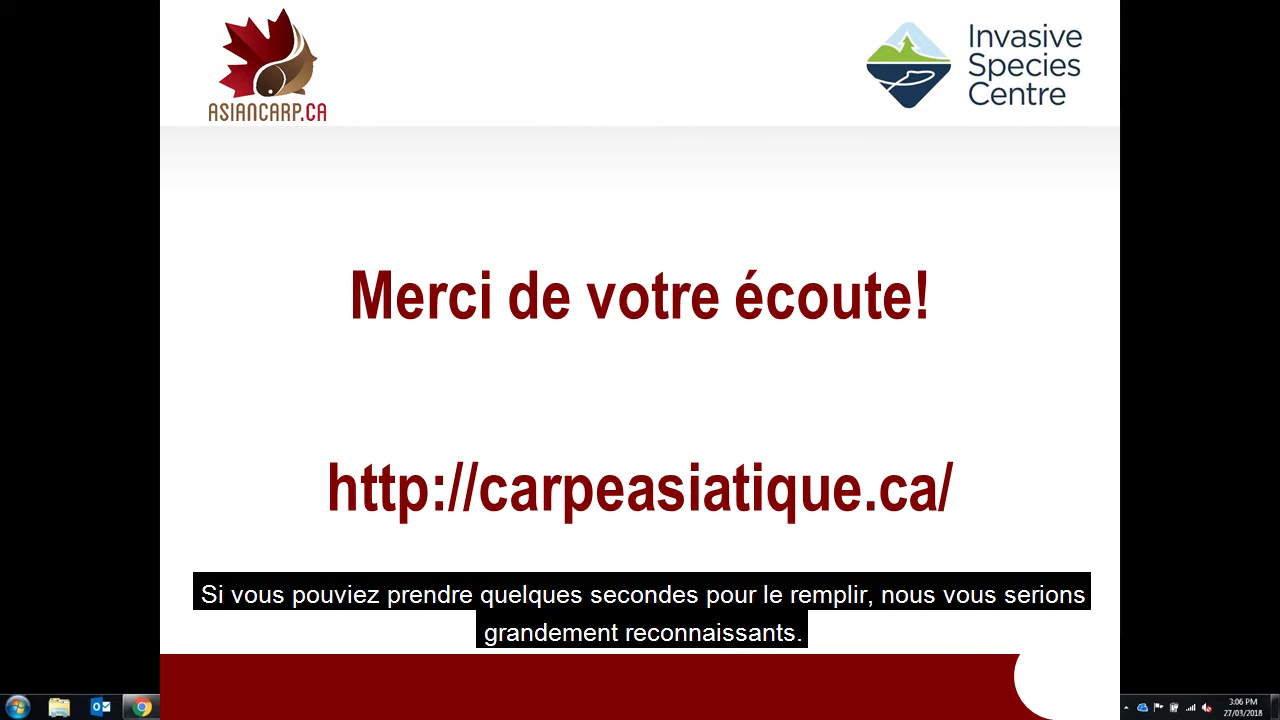 ASIANCARP.CA
Invasive
Species
Centre
Merci de votre écoute!
http://carpeasiatique.ca/
Si vous pouviez prendre quelques secondes pour le remplir, nous vous serions
grandement reconnaissants.
3:06 PM
27/03/2018